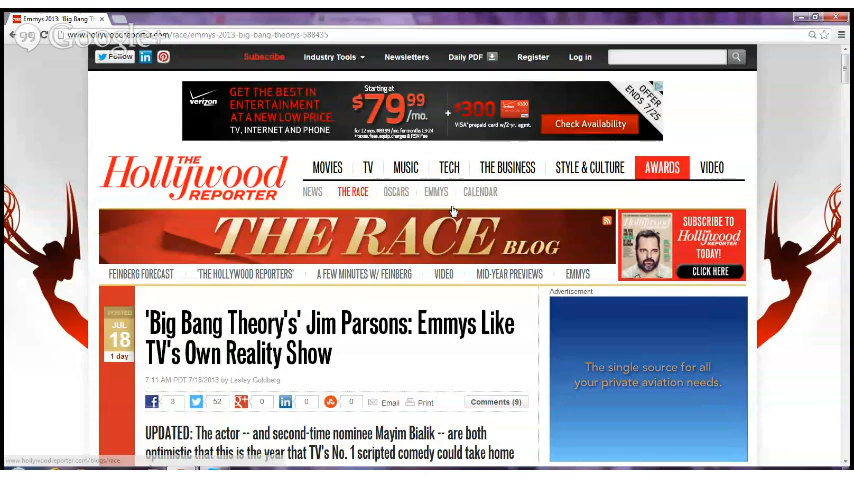 Emmys 2013: 'Big Bang Th
Google+
www.hollywoodreporter.com/race/emmys-2013-big-bang-theorys-588435
Follow
Subscribe Industry Tools Newsletters Daily PDF Register Log in
verizon
GET THE BEST IN
ENTERTAINMENT
AT A NEW LOW PRICE.
TV, INTERNET AND PHONE
Starting at
$79.99/mo.
+ $300
VISA® prepaid card w/2-yr. agmt.
Check Availability
OFFER
ENDS 7/25
THE
Hollywood
REPORTER
MOVIES TV MUSIC TECH THE BUSINESS STYLE & CULTURE AWARDS VIDEO
NEWS THE RACE OSCARS EMMYS CALENDAR
THE RACE BLOG
SUBSCRIBE TO
Hollywood
REPORTER
TODAY!
CLICK HERE
FEINBERG FORECAST 'THE HOLLYWOOD REPORTERS' A FEW MINUTES W/ FEINBERG VIDEO MID-YEAR PREVIEWS EMMYS
Advertisement
POSTED
JUL
18
1 day
'Big Bang Theory's' Jim Parsons: Emmys Like
TV's Own Reality Show
7:11 AM PDT 7/18/2013 by Lesley Goldberg
3 52 0 0 0 Email Print Comments (9)
UPDATED: The actor -- and second-time nominee Mayim Bialik -- are both
optimistic that this is the year that TV's No. 1 scripted comedy could take home
The single source for all
your private aviation needs.
www.hollywoodreporter.com/blogs/race